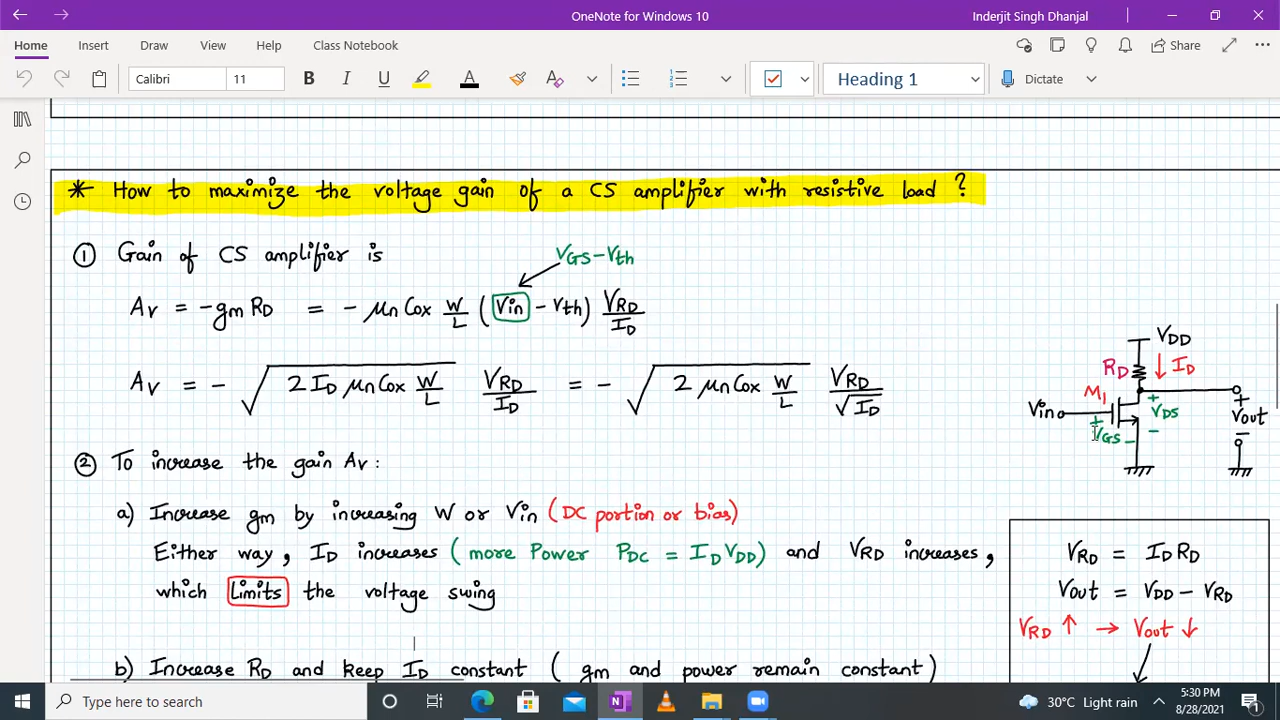 OneNote for Windows 10
Inderjit Singh Dhanjal
Home Insert Draw View Help Class Notebook Share
Calibri 11 B I U A Heading 1 Dictate
* How to maximize the voltage gain of a CS amplifier with resistive load ?
① Gain of CS amplifier is
VGS-Vth
Av = -gm RD = - μn Cox W/L (Vin - Vth) VRD/ID
Av = - √(2 ID μn Cox W/L) VRD/ID = - √(2 μn Cox W/L) VRD/√ID
VDD
RD ID
M1
Vin
+
VGS -
+
VDS
-
+
Vout
-
② To increase the gain Av :
a) Increase gm by increasing W or Vin (DC portion or bias)
Either way, ID increases (more Power PDC = ID VDD) and VRD increases,
which Limits the voltage swing
b) Increase RD and keep ID constant ( gm and power remain constant )
VRD = ID RD
Vout = VDD - VRD
VRD ↑ → Vout ↓
Type here to search
30°C Light rain
5:30 PM
8/28/2021
1